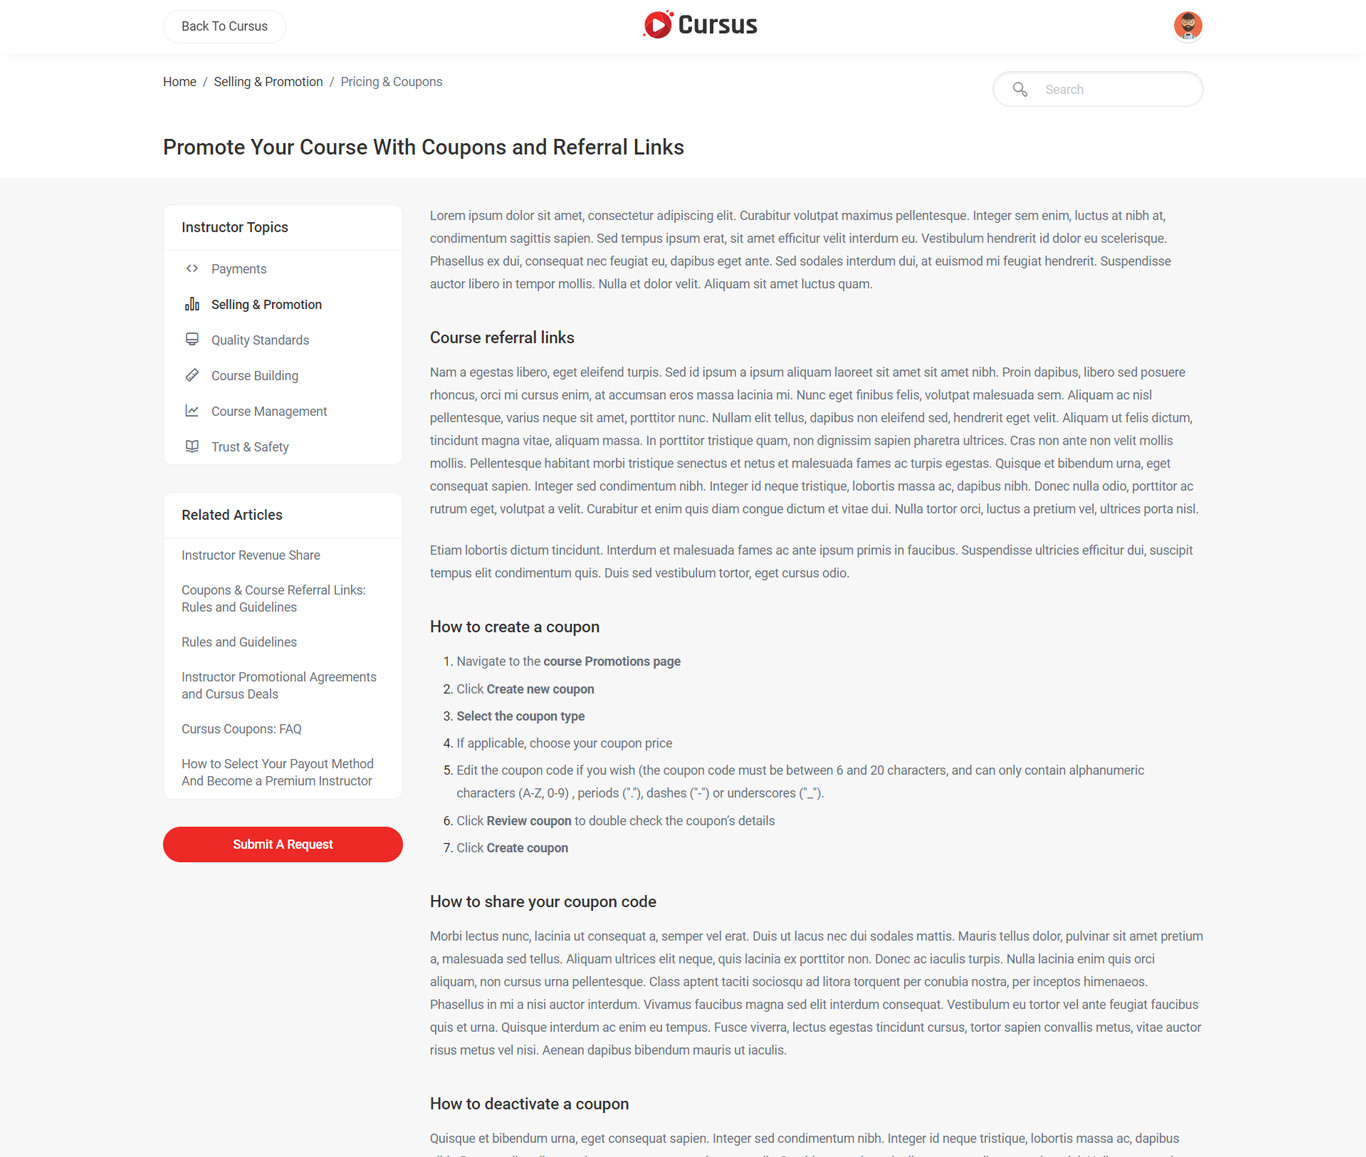 Back To Cursus
Cursus
Home / Selling & Promotion / Pricing & Coupons
Search
Promote Your Course With Coupons and Referral Links
Instructor Topics
Payments
Selling & Promotion
Quality Standards
Course Building
Course Management
Trust & Safety
Related Articles
Instructor Revenue Share
Coupons & Course Referral Links:
Rules and Guidelines
Rules and Guidelines
Instructor Promotional Agreements
and Cursus Deals
Cursus Coupons: FAQ
How to Select Your Payout Method
And Become a Premium Instructor
Submit A Request
Lorem ipsum dolor sit amet, consectetur adipiscing elit. Curabitur volutpat maximus pellentesque. Integer sem enim, luctus at nibh at,
condimentum sagittis sapien. Sed tempus ipsum erat, sit amet efficitur velit interdum eu. Vestibulum hendrerit id dolor eu scelerisque.
Phasellus ex dui, consequat nec feugiat eu, dapibus eget ante. Sed sodales interdum dui, at euismod mi feugiat hendrerit. Suspendisse
auctor libero in tempor mollis. Nulla et dolor velit. Aliquam sit amet luctus quam.
Course referral links
Nam a egestas libero, eget eleifend turpis. Sed id ipsum a ipsum aliquam laoreet sit amet sit amet nibh. Proin dapibus, libero sed posuere
rhoncus, orci mi cursus enim, at accumsan eros massa lacinia mi. Nunc eget finibus felis, volutpat malesuada sem. Aliquam ac nisl
pellentesque, varius neque sit amet, porttitor nunc. Nullam elit tellus, dapibus non eleifend sed, hendrerit eget velit. Aliquam ut felis dictum,
tincidunt magna vitae, aliquam massa. In porttitor tristique quam, non dignissim sapien pharetra ultrices. Cras non ante non velit mollis
mollis. Pellentesque habitant morbi tristique senectus et netus et malesuada fames ac turpis egestas. Quisque et bibendum urna, eget
consequat sapien. Integer sed condimentum nibh. Integer id neque tristique, lobortis massa ac, dapibus nibh. Donec nulla odio, porttitor ac
rutrum eget, volutpat a velit. Curabitur et enim quis diam congue dictum et vitae dui. Nulla tortor orci, luctus a pretium vel, ultrices porta nisl.
Etiam lobortis dictum tincidunt. Interdum et malesuada fames ac ante ipsum primis in faucibus. Suspendisse ultricies efficitur dui, suscipit
tempus elit condimentum quis. Duis sed vestibulum tortor, eget cursus odio.
How to create a coupon
1. Navigate to the course Promotions page
2. Click Create new coupon
3. Select the coupon type
4. If applicable, choose your coupon price
5. Edit the coupon code if you wish (the coupon code must be between 6 and 20 characters, and can only contain alphanumeric
characters (A-Z, 0-9) , periods ("."), dashes ("-") or underscores ("_").
6. Click Review coupon to double check the coupon's details
7. Click Create coupon
How to share your coupon code
Morbi lectus nunc, lacinia ut consequat a, semper vel erat. Duis ut lacus nec dui sodales mattis. Mauris tellus dolor, pulvinar sit amet pretium
a, malesuada sed tellus. Aliquam ultrices elit neque, quis lacinia ex porttitor non. Donec ac iaculis turpis. Nulla lacinia enim quis orci
aliquam, non cursus urna pellentesque. Class aptent taciti sociosqu ad litora torquent per conubia nostra, per inceptos himenaeos.
Phasellus in mi a nisi auctor interdum. Vivamus faucibus magna sed elit interdum consequat. Vestibulum eu tortor vel ante feugiat faucibus
quis et urna. Quisque interdum ac enim eu tempus. Fusce viverra, lectus egestas tincidunt cursus, tortor sapien convallis metus, vitae auctor
risus metus vel nisi. Aenean dapibus bibendum mauris ut iaculis.
How to deactivate a coupon
Quisque et bibendum urna, eget consequat sapien. Integer sed condimentum nibh. Integer id neque tristique, lobortis massa ac, dapibus